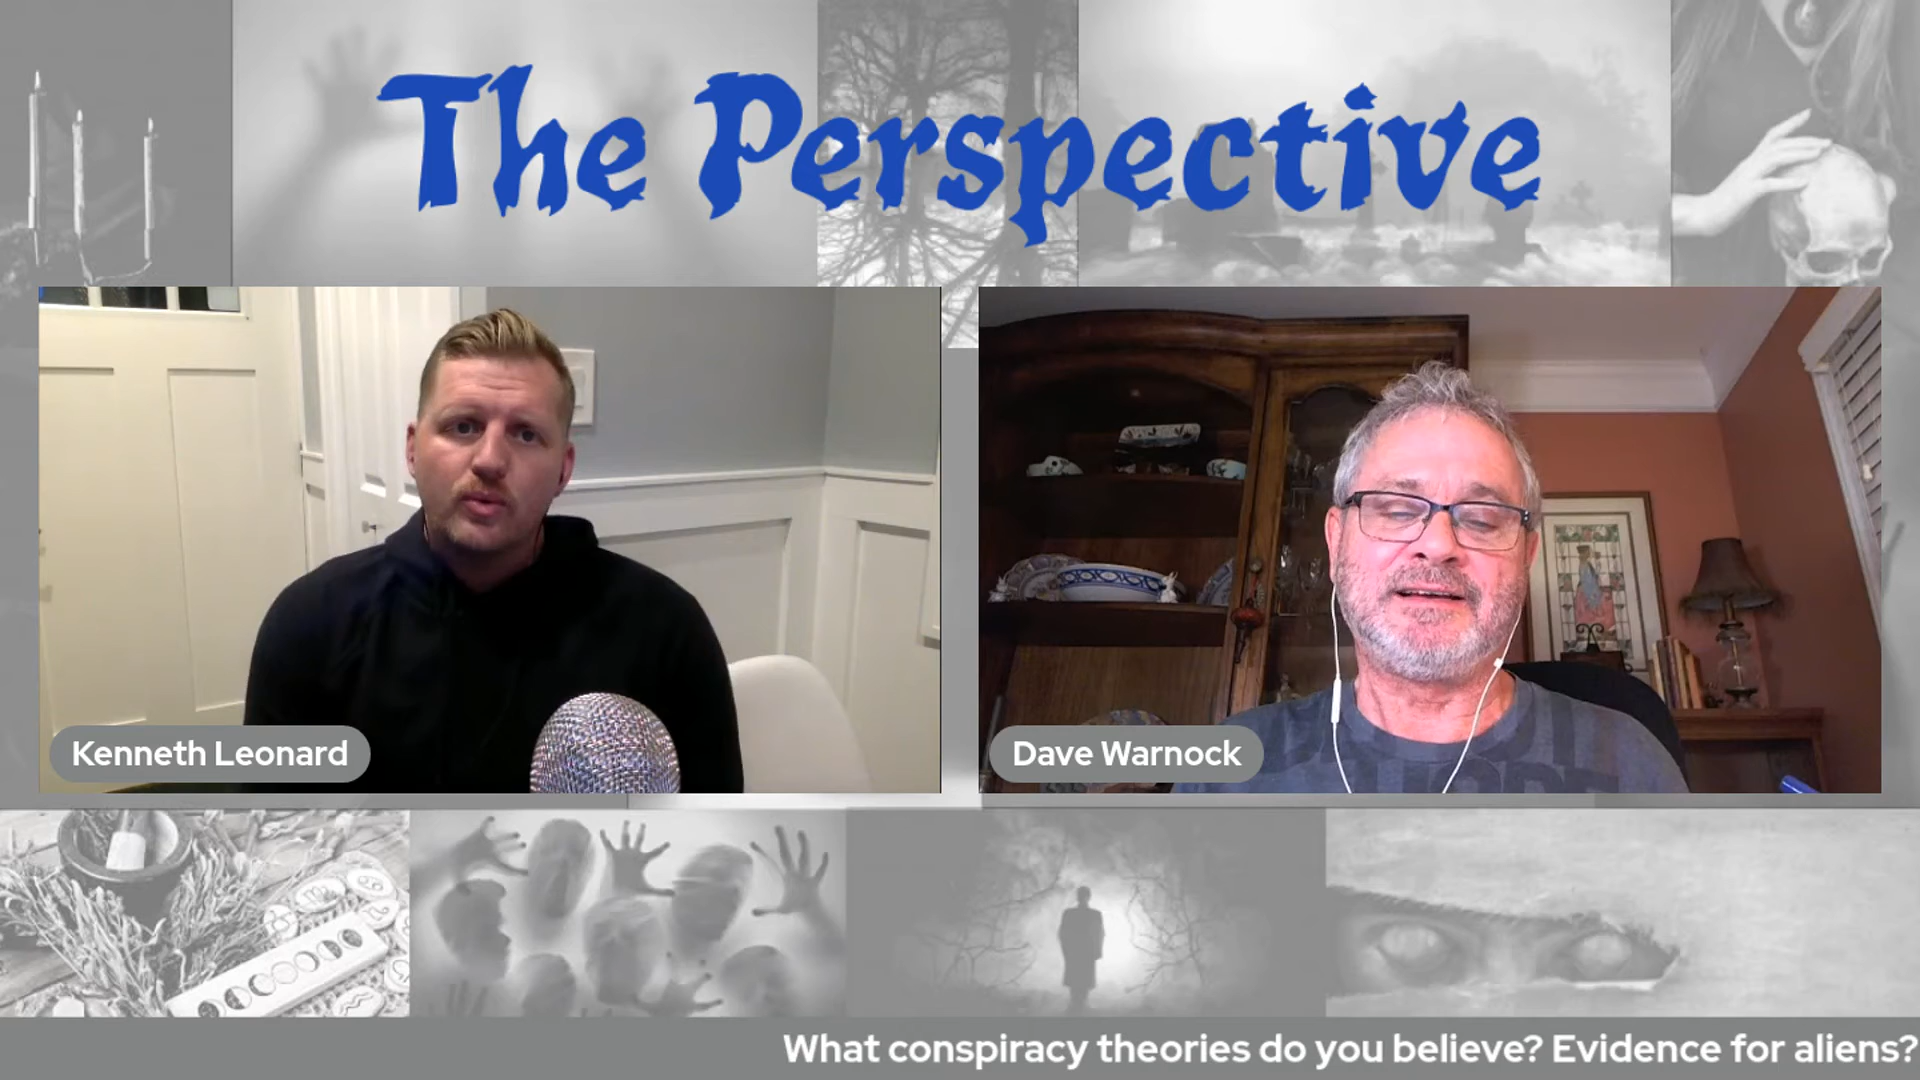 The Perspective
Kenneth Leonard
Dave Warnock
What conspiracy theories do you believe? Evidence for aliens?